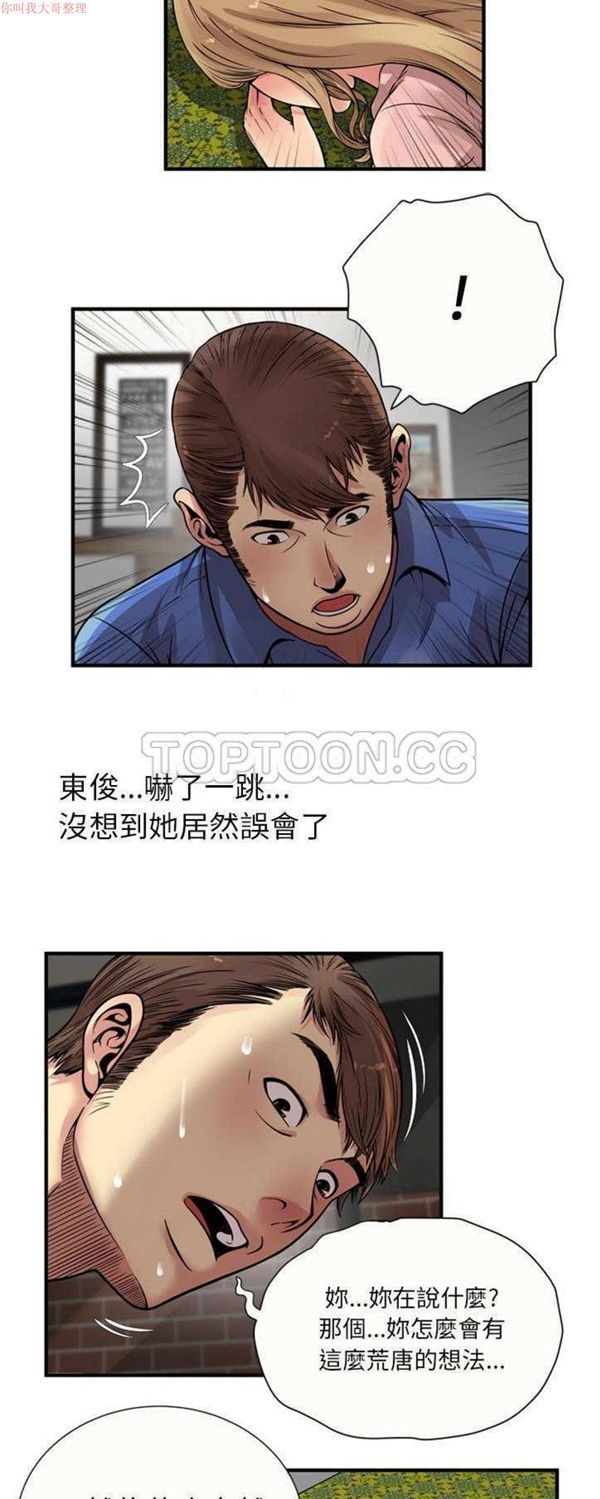 你叫我大哥整理
!
TOPTOON.CC
東俊...嚇了一跳...
沒想到她居然誤會了
妳...妳在說什麼?
那個...妳怎麼會有
這麼荒唐的想法...